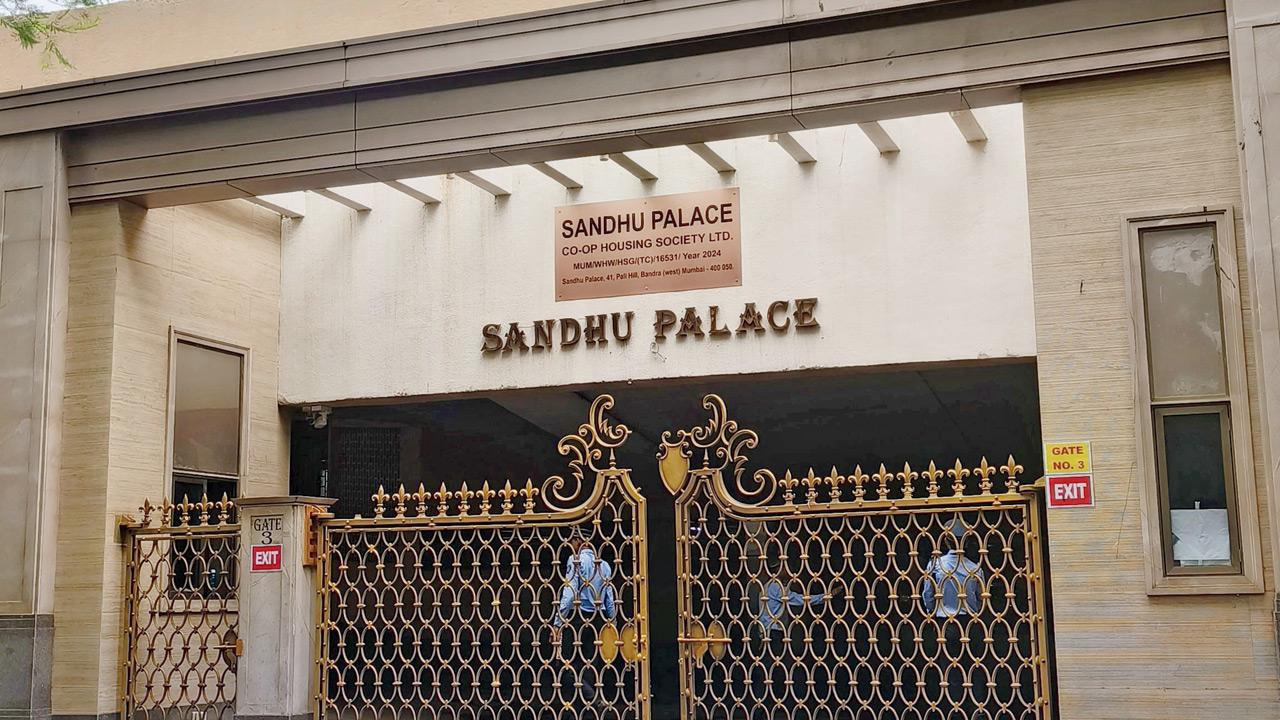 SANDHU PALACE
CO-OP HOUSING SOCIETY LTD.
MUM/WHW/HSG/(TC)/16531/ Year 2024
Sandhu Palace, 41, Pali Hill, Bandra (west) Mumbai - 400 050.
SANDHU PALACE
GATE
NO. 3
EXIT
GATE
3
EXIT